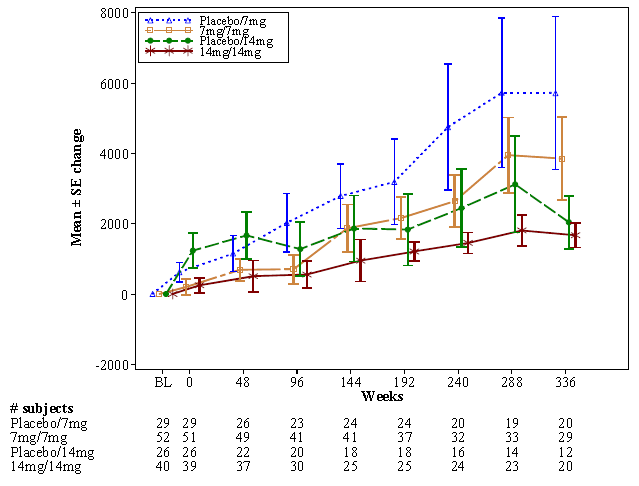 8000
6000
4000
2000
0
-2000
Mean ± SE change
Placebo/7mg
7mg/7mg
Placebo/14mg
14mg/14mg
BL 0 48 96 144 192 240 288 336
Weeks
# subjects
Placebo/7mg 29 29 26 23 24 24 20 19 20
7mg/7mg 52 51 49 41 41 37 32 33 29
Placebo/14mg 26 26 22 20 18 18 16 14 12
14mg/14mg 40 39 37 30 25 25 24 23 20